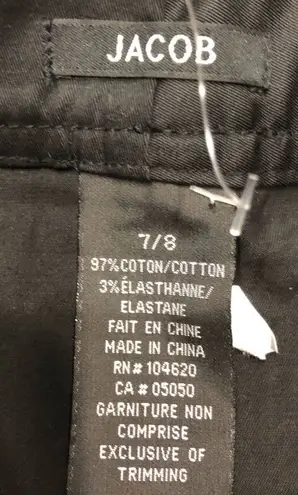 JACOB
7/8
97%COTON/COTTON
3%ÉLASTHANNE/
ELASTANE
FAIT EN CHINE
MADE IN CHINA
RN# 104620
CA # 05050
GARNITURE NON
COMPRISE
EXCLUSIVE OF
TRIMMING